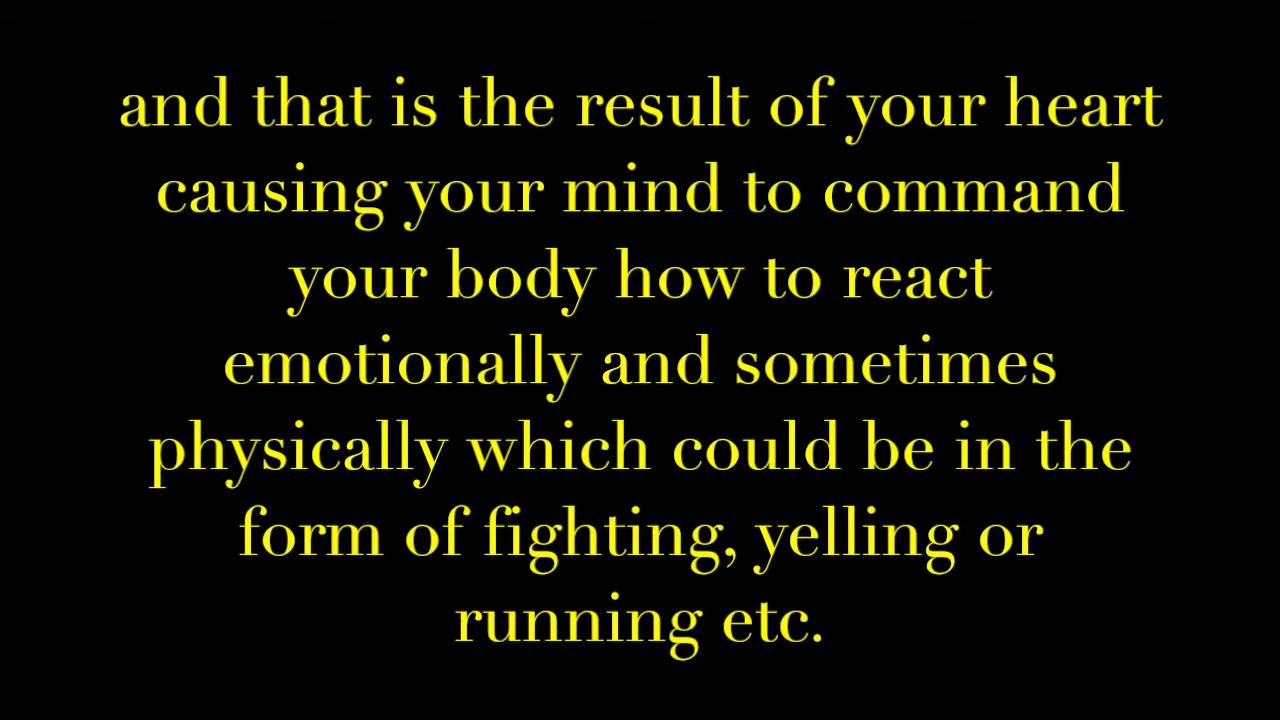 and that is the result of your heart
causing your mind to command
your body how to react
emotionally and sometimes
physically which could be in the
form of fighting, yelling or
running etc.